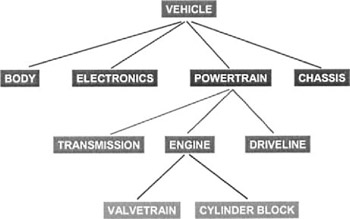 VEHICLE
BODY ELECTRONICS POWERTRAIN CHASSIS
TRANSMISSION ENGINE DRIVELINE
VALVETRAIN CYLINDER BLOCK